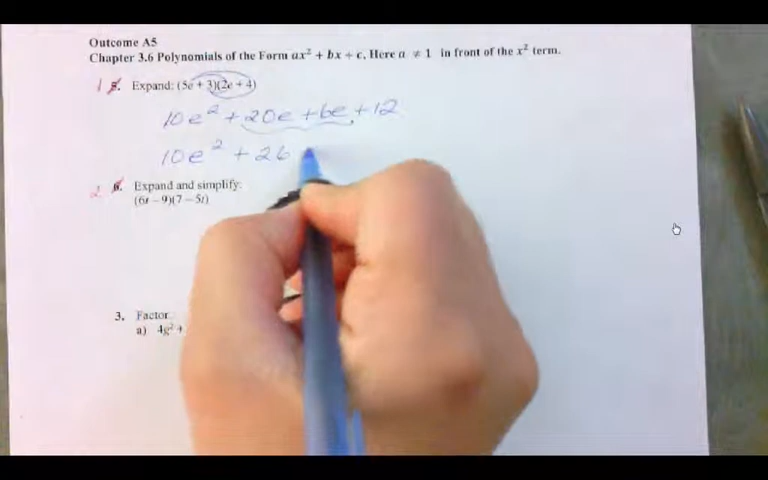 Outcome A5
Chapter 3.6 Polynomials of the Form ax² + bx + c, Here a ≠ 1 in front of the x² term.
1 5. Expand: (5e + 3)(2e + 4)
10e² + 20e + 6e + 12
10e² + 26
2 6. Expand and simplify:
(6t – 9)(7 – 5t)
3. Factor
a) 4g² +